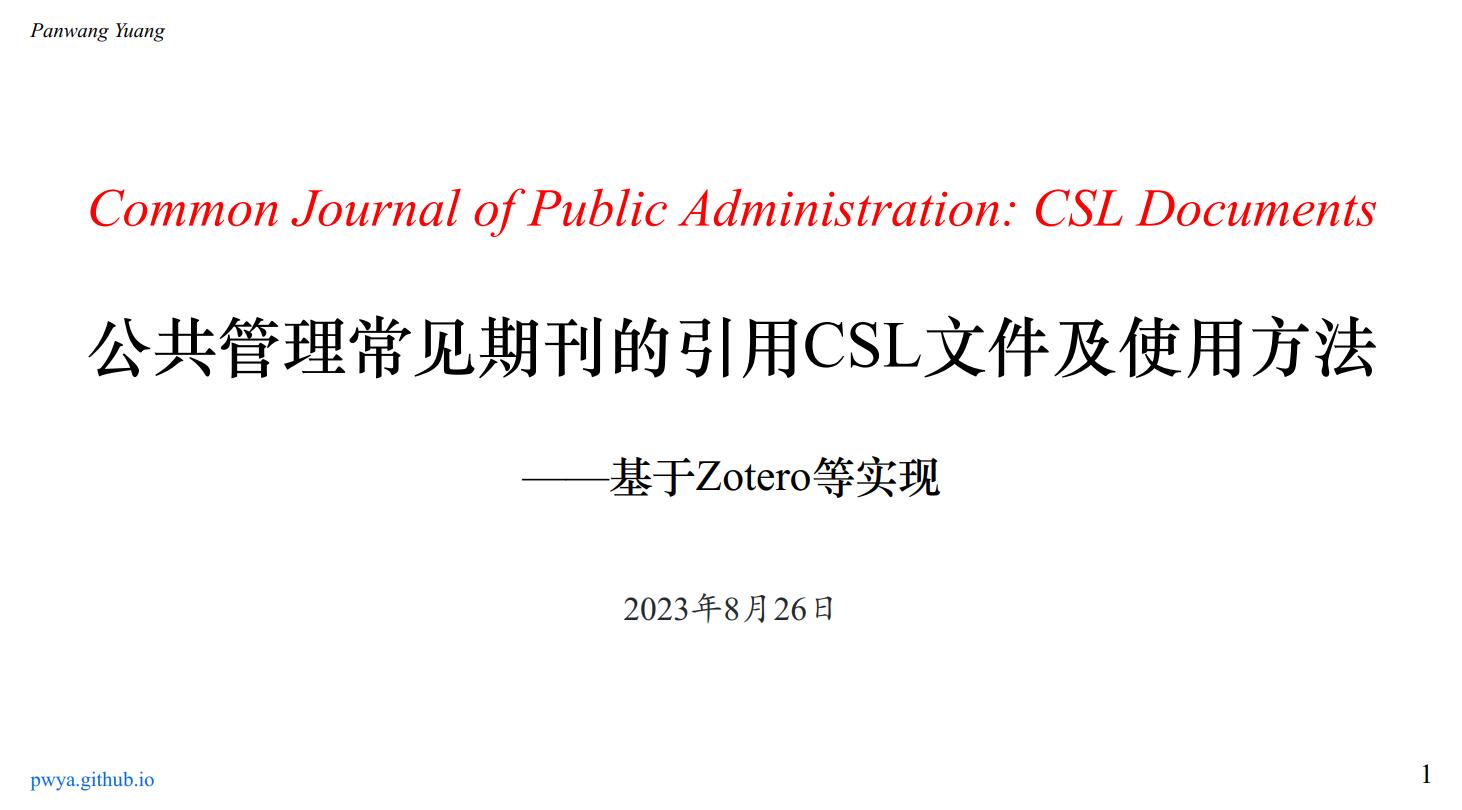 Panwang Yuang
Common Journal of Public Administration: CSL Documents
公共管理常见期刊的引用CSL文件及使用方法
——基于Zotero等实现
2023年8月26日
pwya.github.io
1